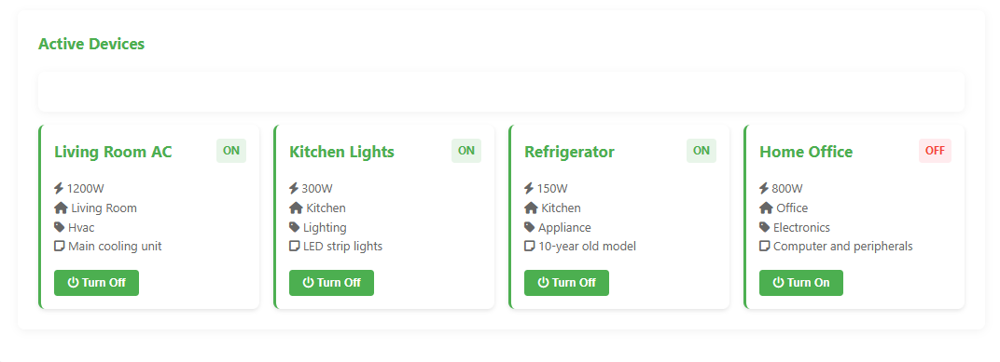 Active Devices
Living Room AC
ON
1200W
Living Room
Hvac
Main cooling unit
Turn Off
Kitchen Lights
ON
300W
Kitchen
Lighting
LED strip lights
Turn Off
Refrigerator
ON
150W
Kitchen
Appliance
10-year old model
Turn Off
Home Office
OFF
800W
Office
Electronics
Computer and peripherals
Turn On